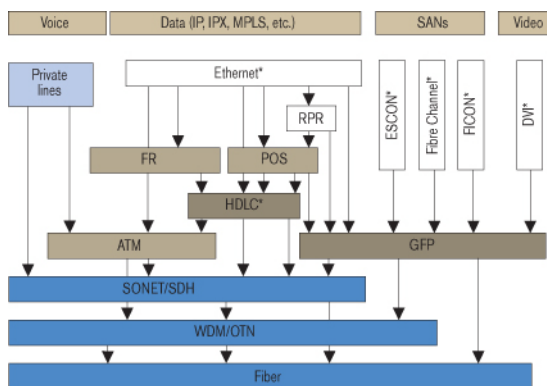 Voice
Data (IP, IPX, MPLS, etc.)
SANs
Video
Private
lines
Ethernet*
RPR
ESCON*
Fibre Channel*
FICON*
DVI*
FR
POS
HDLC*
ATM
GFP
SONET/SDH
WDM/OTN
Fiber